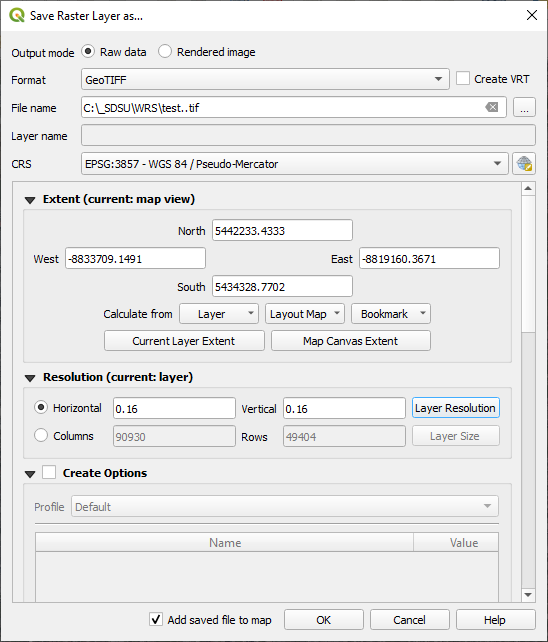 Save Raster Layer as...
Output mode Raw data Rendered image
Format GeoTIFF Create VRT
File name C:\_SDSU\WRS\test..tif ...
Layer name
CRS EPSG:3857 - WGS 84 / Pseudo-Mercator
Extent (current: map view)
North 5442233.4333
West -8833709.1491 East -8819160.3671
South 5434328.7702
Calculate from Layer Layout Map Bookmark
Current Layer Extent Map Canvas Extent
Resolution (current: layer)
Horizontal 0.16 Vertical 0.16 Layer Resolution
Columns 90930 Rows 49404 Layer Size
Create Options
Profile Default
Name Value
Add saved file to map OK Cancel Help